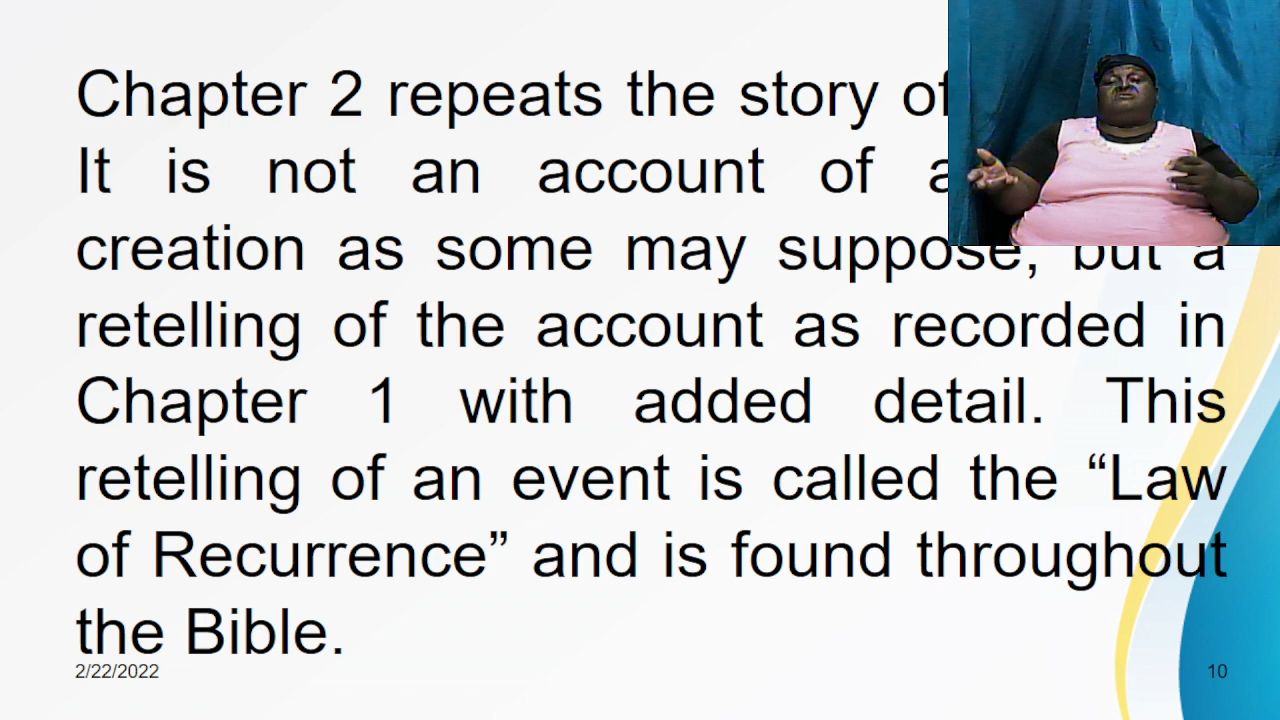 Chapter 2 repeats the story of
It is not an account of
creation as some may suppose, but a
retelling of the account as recorded in
Chapter 1 with added detail. This
retelling of an event is called the “Law
of Recurrence” and is found throughout
the Bible.
2/22/2022
10